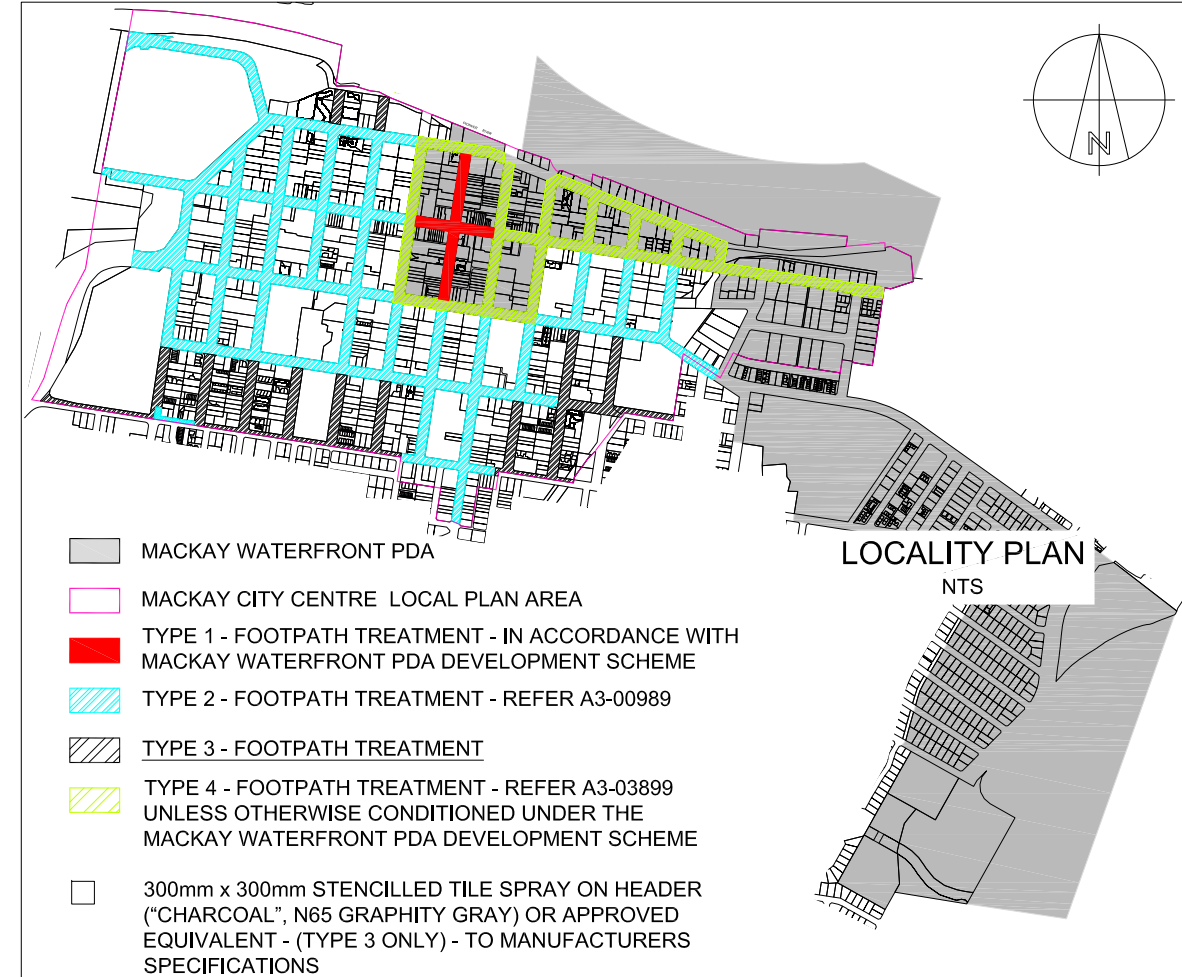 N
MACKAY WATERFRONT PDA
MACKAY CITY CENTRE LOCAL PLAN AREA
TYPE 1 - FOOTPATH TREATMENT - IN ACCORDANCE WITH
MACKAY WATERFRONT PDA DEVELOPMENT SCHEME
TYPE 2 - FOOTPATH TREATMENT - REFER A3-00989
TYPE 3 - FOOTPATH TREATMENT
TYPE 4 - FOOTPATH TREATMENT - REFER A3-03899
UNLESS OTHERWISE CONDITIONED UNDER THE
MACKAY WATERFRONT PDA DEVELOPMENT SCHEME
300mm x 300mm STENCILLED TILE SPRAY ON HEADER
("CHARCOAL", N65 GRAPHITY GRAY) OR APPROVED
EQUIVALENT - (TYPE 3 ONLY) - TO MANUFACTURERS
SPECIFICATIONS
LOCALITY PLAN
NTS